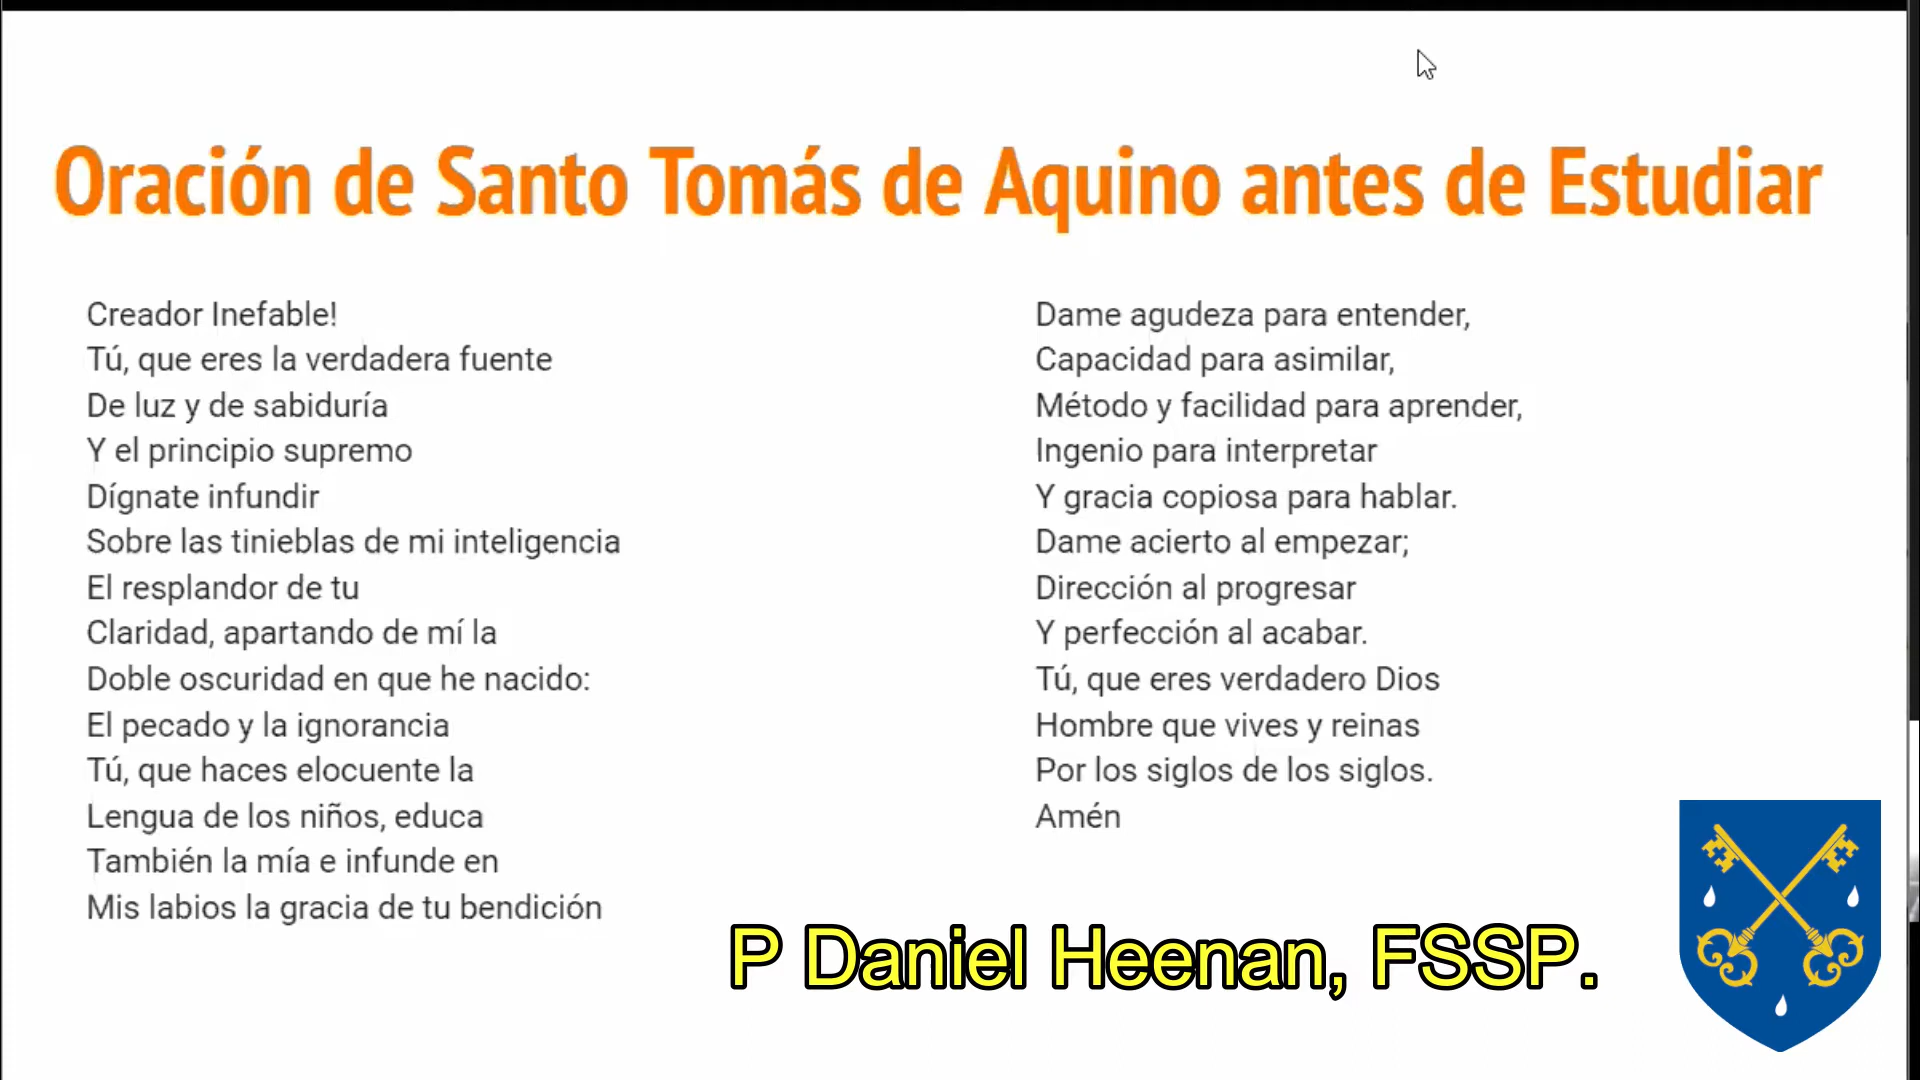 Oración de Santo Tomás de Aquino antes de Estudiar
Creador Inefable!
Tú, que eres la verdadera fuente
De luz y de sabiduría
Y el principio supremo
Dígnate infundir
Sobre las tinieblas de mi inteligencia
El resplandor de tu
Claridad, apartando de mí la
Doble oscuridad en que he nacido:
El pecado y la ignorancia
Tú, que haces elocuente la
Lengua de los niños, educa
También la mía e infunde en
Mis labios la gracia de tu bendición
Dame agudeza para entender,
Capacidad para asimilar,
Método y facilidad para aprender,
Ingenio para interpretar
Y gracia copiosa para hablar.
Dame acierto al empezar;
Dirección al progresar
Y perfección al acabar.
Tú, que eres verdadero Dios
Hombre que vives y reinas
Por los siglos de los siglos.
Amén
P Daniel Heenan, FSSP.